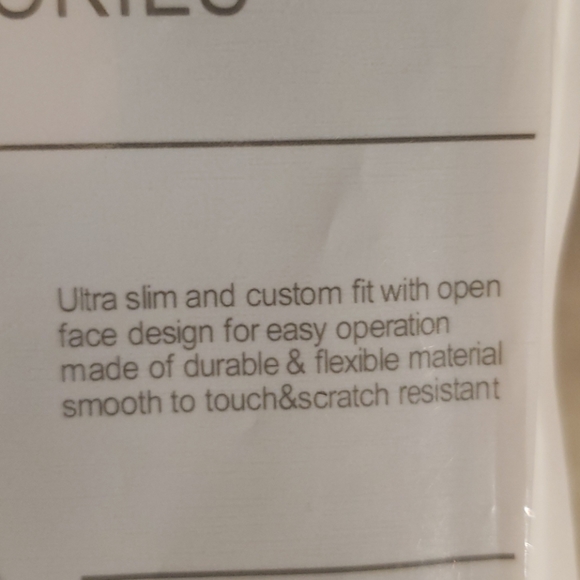 Ultra slim and custom fit with open
face design for easy operation
made of durable & flexible material
smooth to touch&scratch resistant